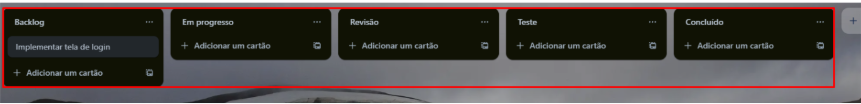 Backlog ...
Implementar tela de login
+ Adicionar um cartão
Em progresso ...
+ Adicionar um cartão
Revisão ...
+ Adicionar um cartão
Teste ...
+ Adicionar um cartão
Concluído ...
+ Adicionar um cartão
+